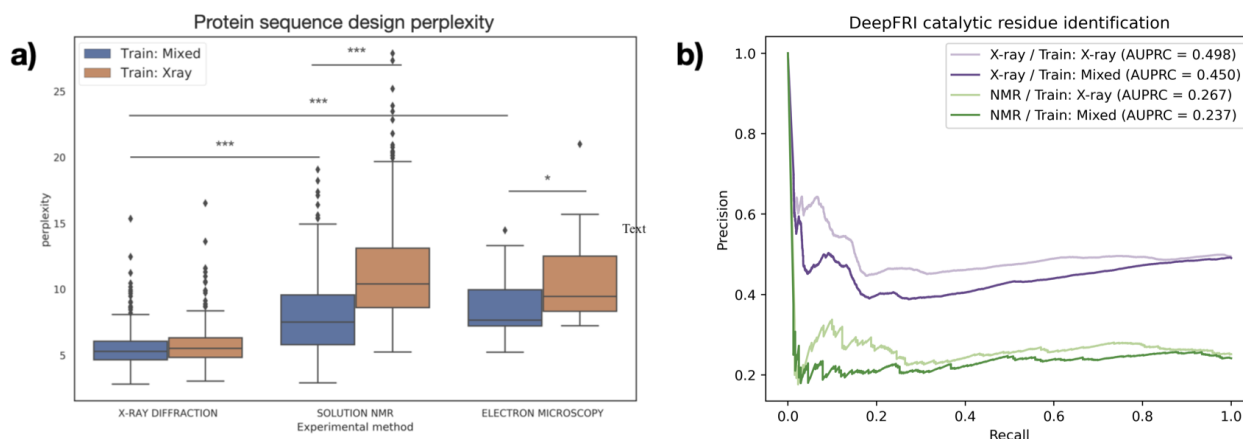 a)
Protein sequence design perplexity
Train: Mixed
Train: Xray
***
***
***
*
25
20
15
10
5
perplexity
Text
X-RAY DIFFRACTION
SOLUTION NMR
ELECTRON MICROSCOPY
Experimental method
b)
DeepFRI catalytic residue identification
X-ray / Train: X-ray (AUPRC = 0.498)
X-ray / Train: Mixed (AUPRC = 0.450)
NMR / Train: X-ray (AUPRC = 0.267)
NMR / Train: Mixed (AUPRC = 0.237)
1.0
0.8
0.6
0.4
0.2
Precision
0.0
0.2
0.4
0.6
0.8
1.0
Recall